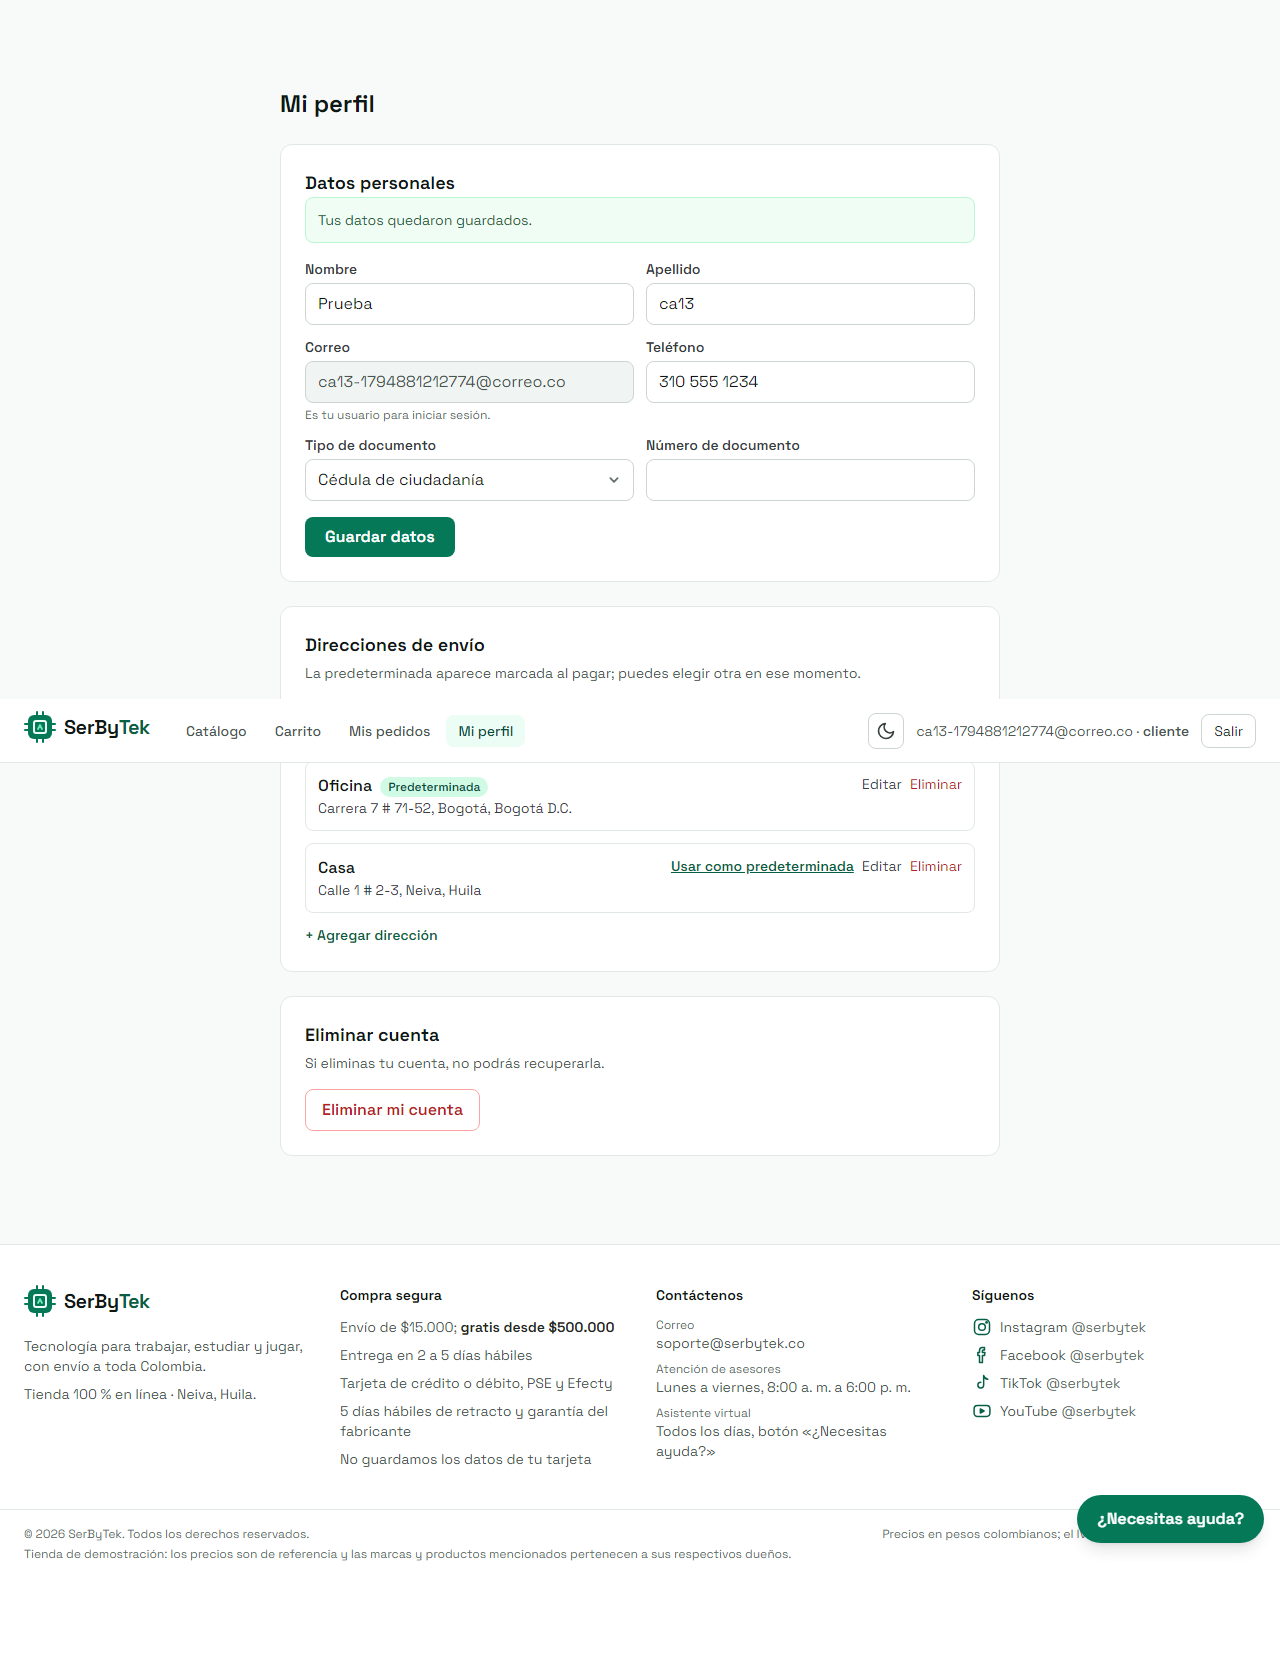 Mi perfil
Datos personales
Tus datos quedaron guardados.
Nombre
Apellido
Prueba
ca13
Correo
Teléfono
ca13-1794881212774@correo.co
310 555 1234
Es tu usuario para iniciar sesión.
Tipo de documento
Número de documento
Cédula de ciudadanía
Guardar datos
Direcciones de envío
La predeterminada aparece marcada al pagar; puedes elegir otra en ese momento.
SerByTek
Catálogo
Carrito
Mis pedidos
Mi perfil
ca13-1794881212774@correo.co · cliente
Salir
Oficina
Predeterminada
Editar
Eliminar
Carrera 7 # 71-52, Bogotá, Bogotá D.C.
Casa
Usar como predeterminada
Editar
Eliminar
Calle 1 # 2-3, Neiva, Huila
+ Agregar dirección
Eliminar cuenta
Si eliminas tu cuenta, no podrás recuperarla.
Eliminar mi cuenta
SerByTek
Tecnología para trabajar, estudiar y jugar,
con envío a toda Colombia.
Tienda 100 % en línea · Neiva, Huila.
Compra segura
Envío de $15.000; gratis desde $500.000
Entrega en 2 a 5 días hábiles
Tarjeta de crédito o débito, PSE y Efecty
5 días hábiles de retracto y garantía del
fabricante
No guardamos los datos de tu tarjeta
Contáctenos
Correo
soporte@serbytek.co
Atención de asesores
Lunes a viernes, 8:00 a. m. a 6:00 p. m.
Asistente virtual
Todos los días, botón «¿Necesitas
ayuda?»
Síguenos
Instagram @serbytek
Facebook @serbytek
TikTok @serbytek
YouTube @serbytek
¿Necesitas ayuda?
© 2026 SerByTek. Todos los derechos reservados.
Precios en pesos colombianos; el
Tienda de demostración: los precios son de referencia y las marcas y productos mencionados pertenecen a sus respectivos dueños.